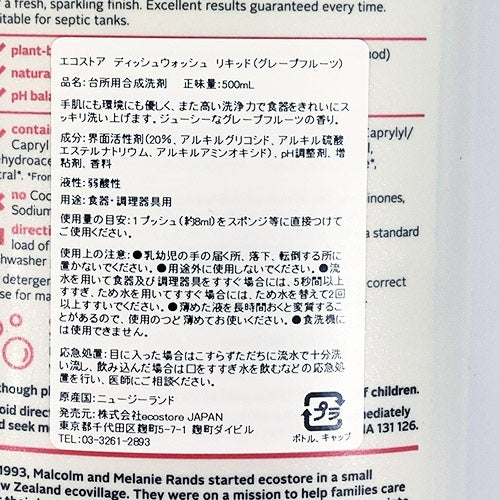 r, sparkling finish. Excellent results guaranteed every time.
itable for septic tanks.
plant-b
natura
pH bala
エコストア ディッシュウォッシュ リキッド(グレープフルーツ)
品名:台所用合成洗剤 正味量:500mL
手肌にも環境にも優しく、また高い洗浄力で食器をきれいにス
ッキリ洗い上げます。ジューシーなグレープフルーツの香り。
contain
Capryl
ehydroace
tral*. *From
Caprylyl/
成分:界面活性剤(20%、アルキルグリコシド、アルキル硫酸
エステルナトリウム、アルキルアミンオキシド)、pH調整剤、増
粘剤、香料
液性:弱酸性
用途:食器・調理器具用
no Coc
Sodium
inones,
使用量の目安:1プッシュ(約8ml)をスポンジ等に直接つけて
ご使用ください。
directi
load of
shwasher
a standard
使用上の注意:●乳幼児の手の届く所、落下、転倒する所に
置かないでください。●用途外に使用しないでください。●流
水を用いて食器及び調理器具をすすぐ場合には、5秒間以上
すすぎ、ため水を用いてすすぐ場合には、ため水を替えて2回
以上すすいでください。●薄めた液を長時間おくと変質するこ
とがあるので、使用のつど薄めてお使いください。●食洗機に
は使用できません。
detergen
se for ma
correct
応急処置:目に入った場合はこすらずただちに流水で十分洗
い流し、飲み込んだ場合は口をすすぎ水を飲むなどの応急処
置を行い、医師にご相談ください。
原産国:ニュージーランド
発売元:株式会社ecostore JAPAN
東京都千代田区麹町5-7-1 麹町ダイビル
TEL:03-3261-2893
プラ
ボトル、キャップ
though pl
void direc
d seek m
f children.
mediately
IA 131 126.
1993, Malcolm and Melanie Rands started ecostore in a small
w Zealand ecovillage. They were on a mission to help families care